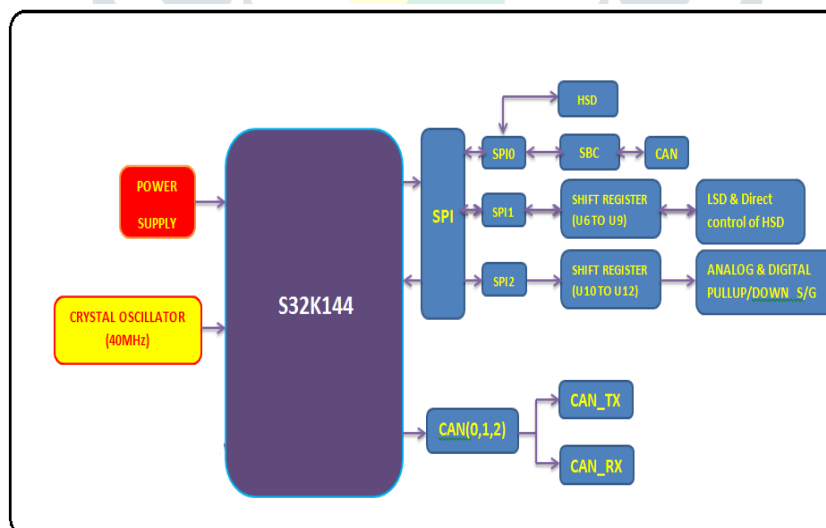 HSD
SPI0
SBC
CAN
POWER
SUPPLY
SPI
SPI1
SHIFT REGISTER
(U6 TO U9)
LSD & Direct
control of HSD
SPI2
SHIFT REGISTER
(U10 TO U12)
ANALOG & DIGITAL
PULLUP/DOWN S/G
S32K144
CRYSTAL OSCILLATOR
(40MHz)
CAN(0,1,2)
CAN_TX
CAN_RX